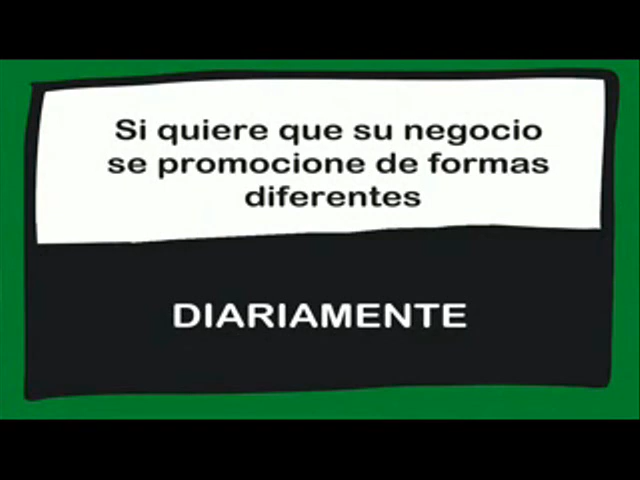 Si quiere que su negocio
se promocione de formas
diferentes
DIARIAMENTE